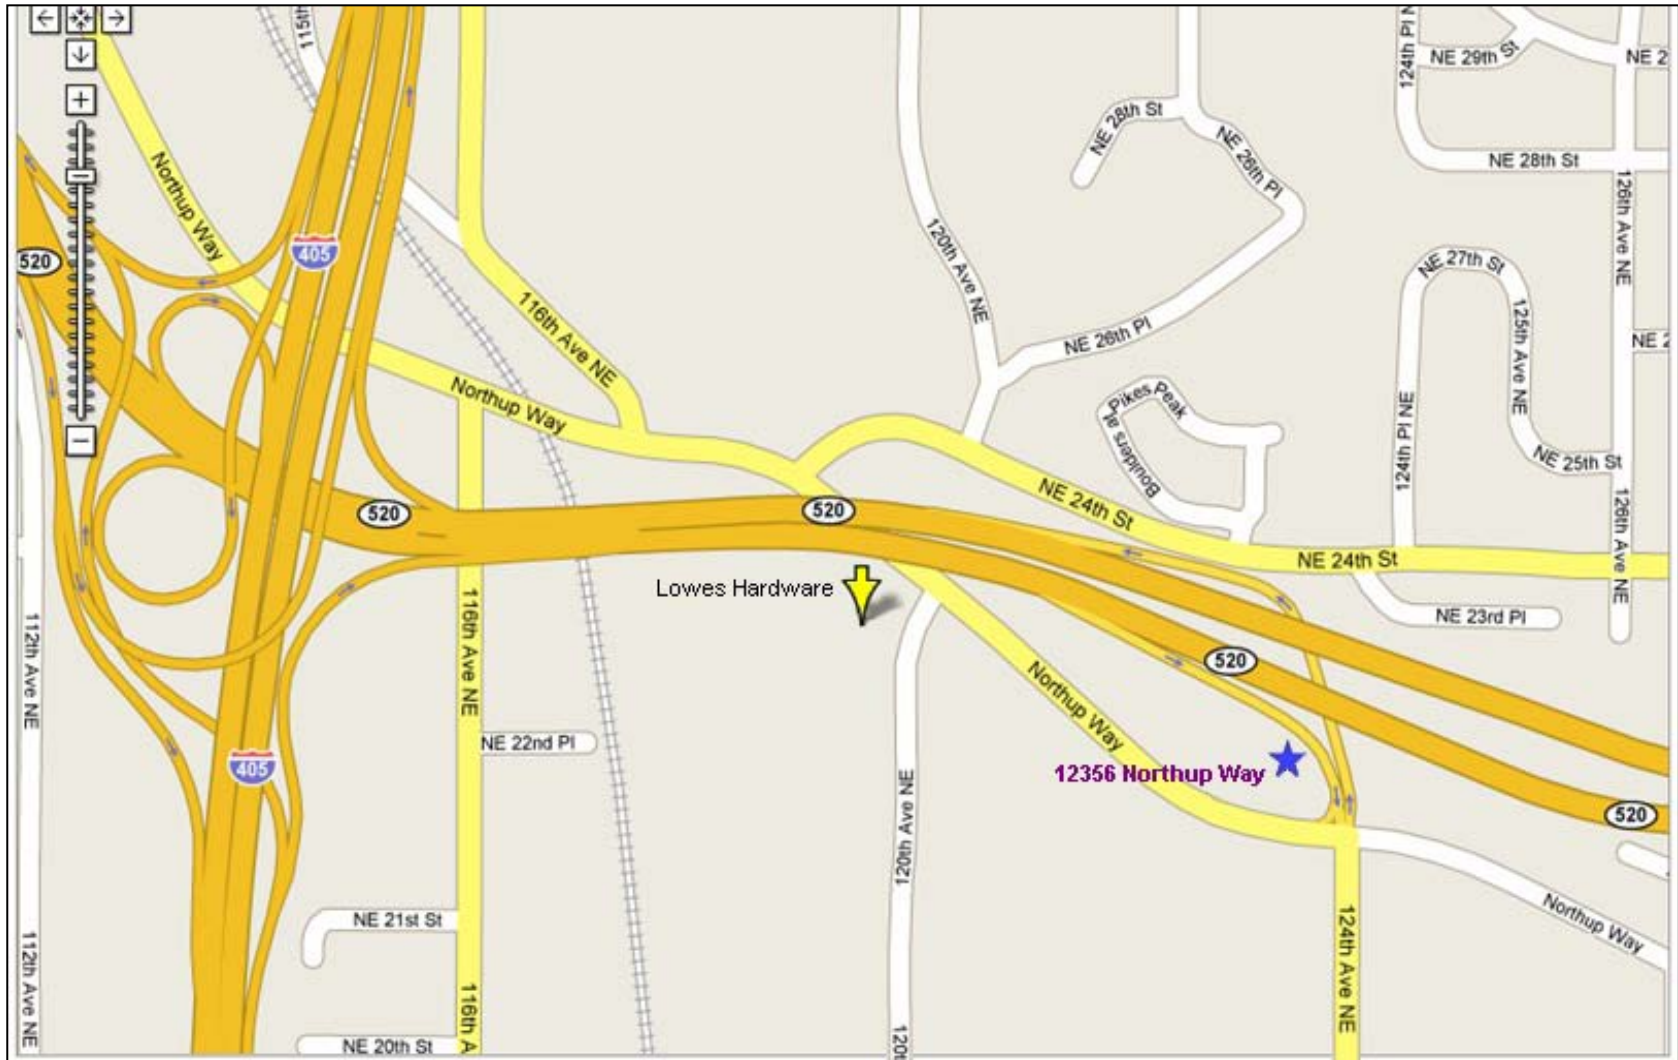 115th
124th Pl N
NE 29th St
NE 2
NE 28th St
NE 26th Pl
NE 28th St
126th Ave NE
Northup Way
405
520
120th Ave NE
NE 27th St
125th Ave NE
116th Ave NE
NE 26th Pl
NE 2
Northup Way
Boulders at Pikes Peak
124th Pl NE
NE 25th St
520
520
NE 24th St
126th Ave NE
NE 24th St
Lowes Hardware
116th Ave NE
NE 23rd Pl
112th Ave NE
520
Northup Way
NE 22nd Pl
405
12356 Northup Way
120th Ave NE
520
NE 21st St
Northup Way
124th Ave NE
112th Ave NE
116th A
120t
NE 20th St